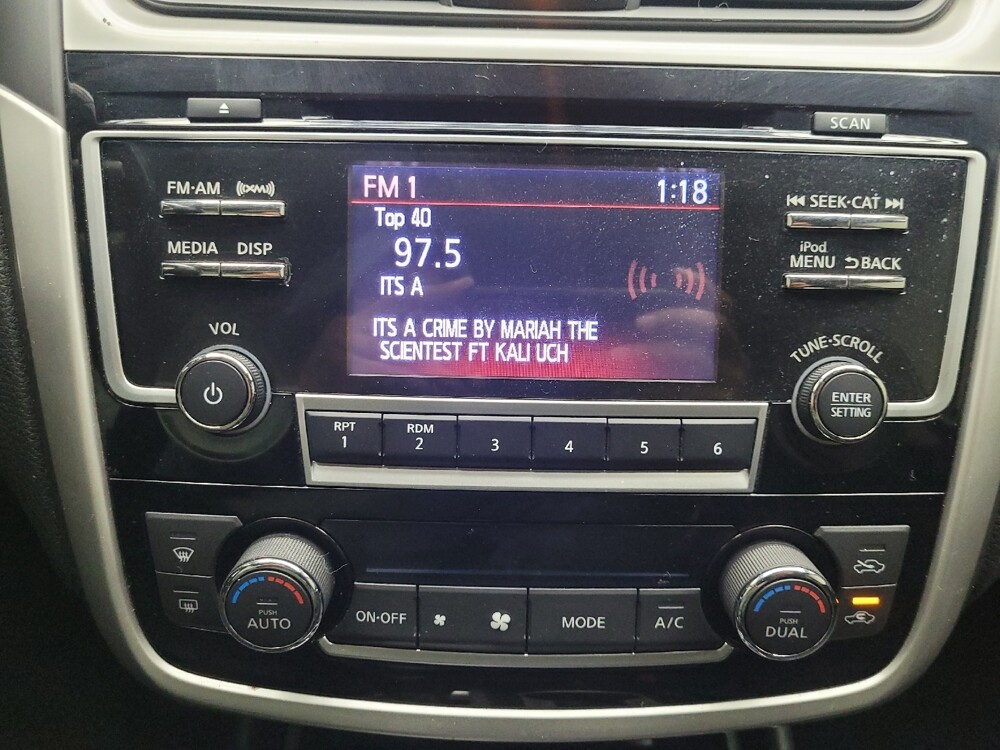 SCAN
FM·AM ((XM))
SEEK·CAT
MEDIA DISP
iPod
MENU BACK
FM 1 1:18
Top 40
97.5
ITS A
ITS A CRIME BY MARIAH THE
SCIENTEST FT KALI UCH
VOL
TUNE·SCROLL
ENTER
SETTING
RPT RDM
1 2 3 4 5 6
PUSH
AUTO
ON·OFF MODE A/C
PUSH
DUAL